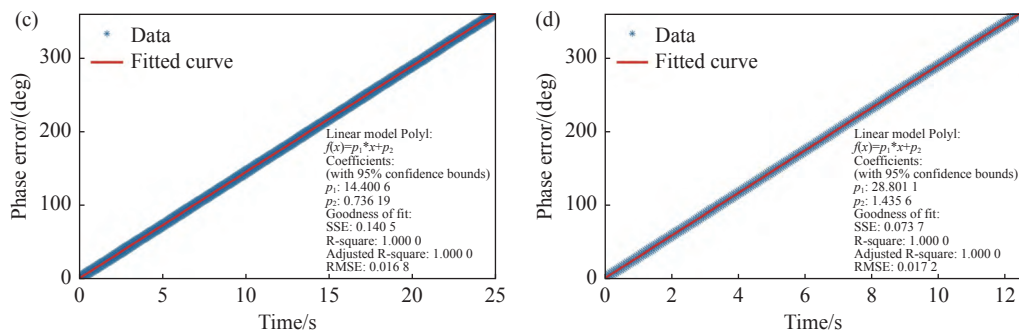 (c)
Data
Fitted curve
Phase error/(deg)
300
200
100
0
Linear model Polyl:
f(x)=p₁*x+p₂
Coefficients:
(with 95% confidence bounds)
p₁: 14.400 6
p₂: 0.736 19
Goodness of fit:
SSE: 0.140 5
R-square: 1.000 0
Adjusted R-square: 1.000 0
RMSE: 0.016 8
0 5 10 15 20 25
Time/s
(d)
Data
Fitted curve
Phase error/(deg)
300
200
100
0
Linear model Polyl:
f(x)=p₁*x+p₂
Coefficients:
(with 95% confidence bounds)
p₁: 28.801 1
p₂: 1.435 6
Goodness of fit:
SSE: 0.073 7
R-square: 1.000 0
Adjusted R-square: 1.000 0
RMSE: 0.017 2
0 2 4 6 8 10 12
Time/s